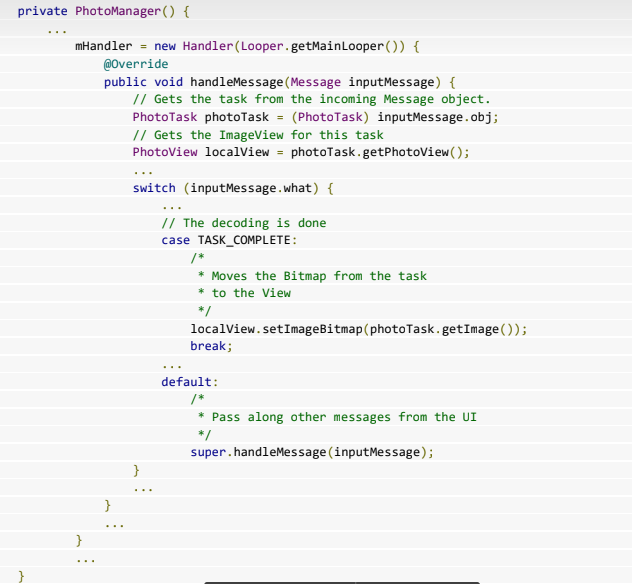 private PhotoManager() {
...
mHandler = new Handler(Looper.getMainLooper()) {
@Override
public void handleMessage(Message inputMessage) {
// Gets the task from the incoming Message object.
PhotoTask photoTask = (PhotoTask) inputMessage.obj;
// Gets the ImageView for this task
PhotoView localView = photoTask.getPhotoView();
...
switch (inputMessage.what) {
...
// The decoding is done
case TASK_COMPLETE:
/*
* Moves the Bitmap from the task
* to the View
*/
localView.setImageBitmap(photoTask.getImage());
break;
...
default:
/*
* Pass along other messages from the UI
*/
super.handleMessage(inputMessage);
}
...
}
...
}
...
}